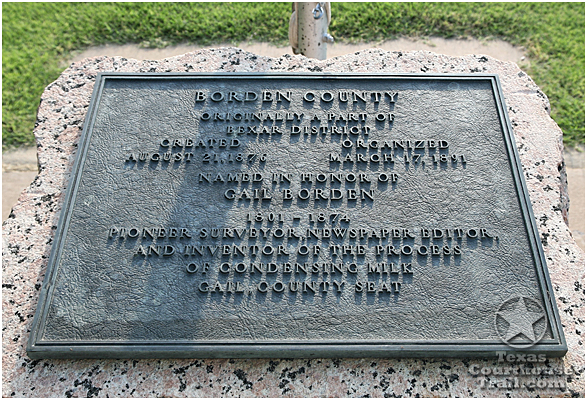 BORDEN COUNTY
ORIGINALLY A PART OF
BEXAR DISTRICT
CREATED ORGANIZED
AUGUST 21, 1876 MARCH 17, 1891
NAMED IN HONOR OF
GAIL BORDEN
1801 - 1874
PIONEER SURVEYOR NEWSPAPER EDITOR,
AND INVENTOR OF THE PROCESS
OF CONDENSING MILK
GAIL COUNTY SEAT
Texas
Courthouse
Trail.com